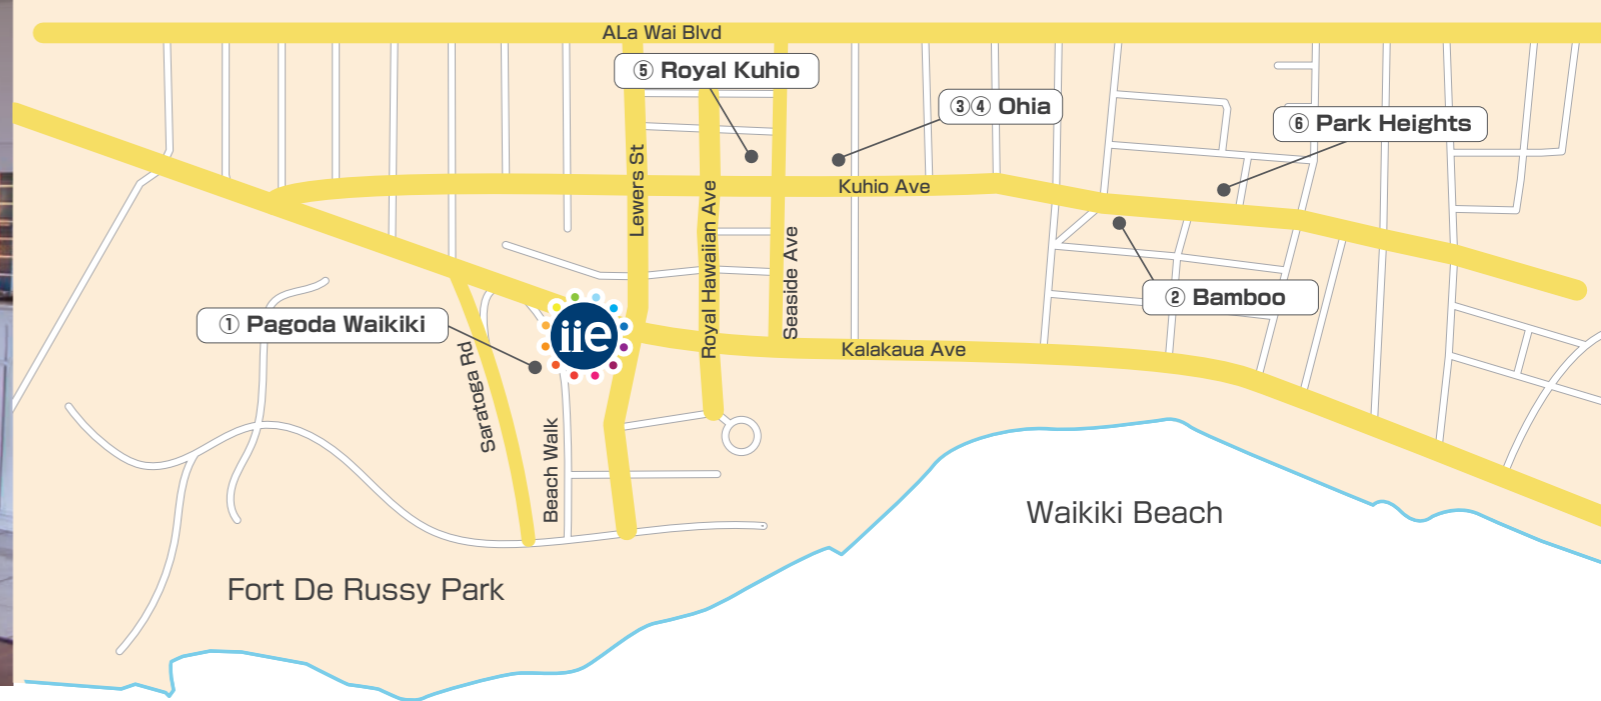 ALa Wai Blvd
⑤ Royal Kuhio
③④ Ohia
⑥ Park Heights
Lewers St
Kuhio Ave
Royal Hawaiian Ave
Seaside Ave
② Bamboo
① Pagoda Waikiki
iie
Kalakaua Ave
Saratoga Rd
Beach Walk
Waikiki Beach
Fort De Russy Park